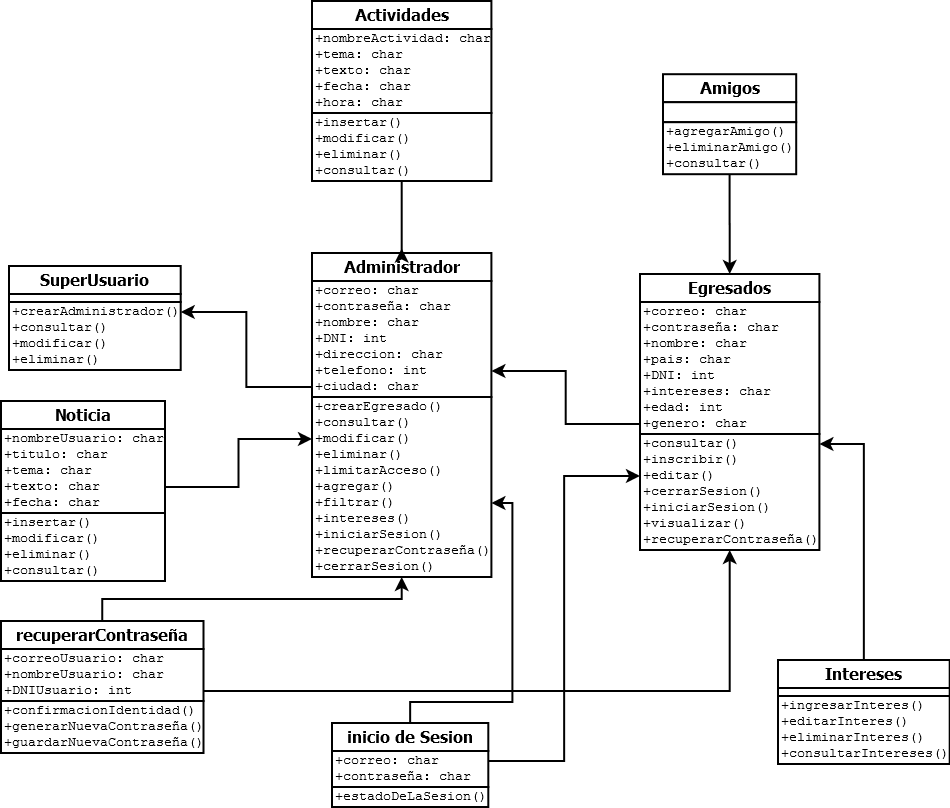 Actividades
+nombreActividad: char
+tema: char
+texto: char
+fecha: char
+hora: char
+insertar()
+modificar()
+eliminar()
+consultar()
Amigos
+agregarAmigo()
+eliminarAmigo()
+consultar()
SuperUsuario
+crearAdministrador()
+consultar()
+modificar()
+eliminar()
Administrador
+correo: char
+contraseña: char
+nombre: char
+DNI: int
+direccion: char
+telefono: int
+ciudad: char
+crearEgresado()
+consultar()
+modificar()
+eliminar()
+limitarAcceso()
+agregar()
+filtrar()
+intereses()
+iniciarSesion()
+recuperarContraseña()
+cerrarSesion()
Egresados
+correo: char
+contraseña: char
+nombre: char
+pais: char
+DNI: int
+intereses: char
+edad: int
+genero: char
+consultar()
+inscribir()
+editar()
+cerrarSesion()
+iniciarSesion()
+visualizar()
+recuperarContraseña()
Noticia
+nombreUsuario: char
+titulo: char
+tema: char
+texto: char
+fecha: char
+insertar()
+modificar()
+eliminar()
+consultar()
recuperarContraseña
+correoUsuario: char
+nombreUsuario: char
+DNIUsuario: int
+confirmacionIdentidad()
+generarNuevaContraseña()
+guardarNuevaContraseña()
inicio de Sesion
+correo: char
+contraseña: char
+estadoDeLaSesion()
Intereses
+ingresarInteres()
+editarInteres()
+eliminarInteres()
+consultarIntereses()